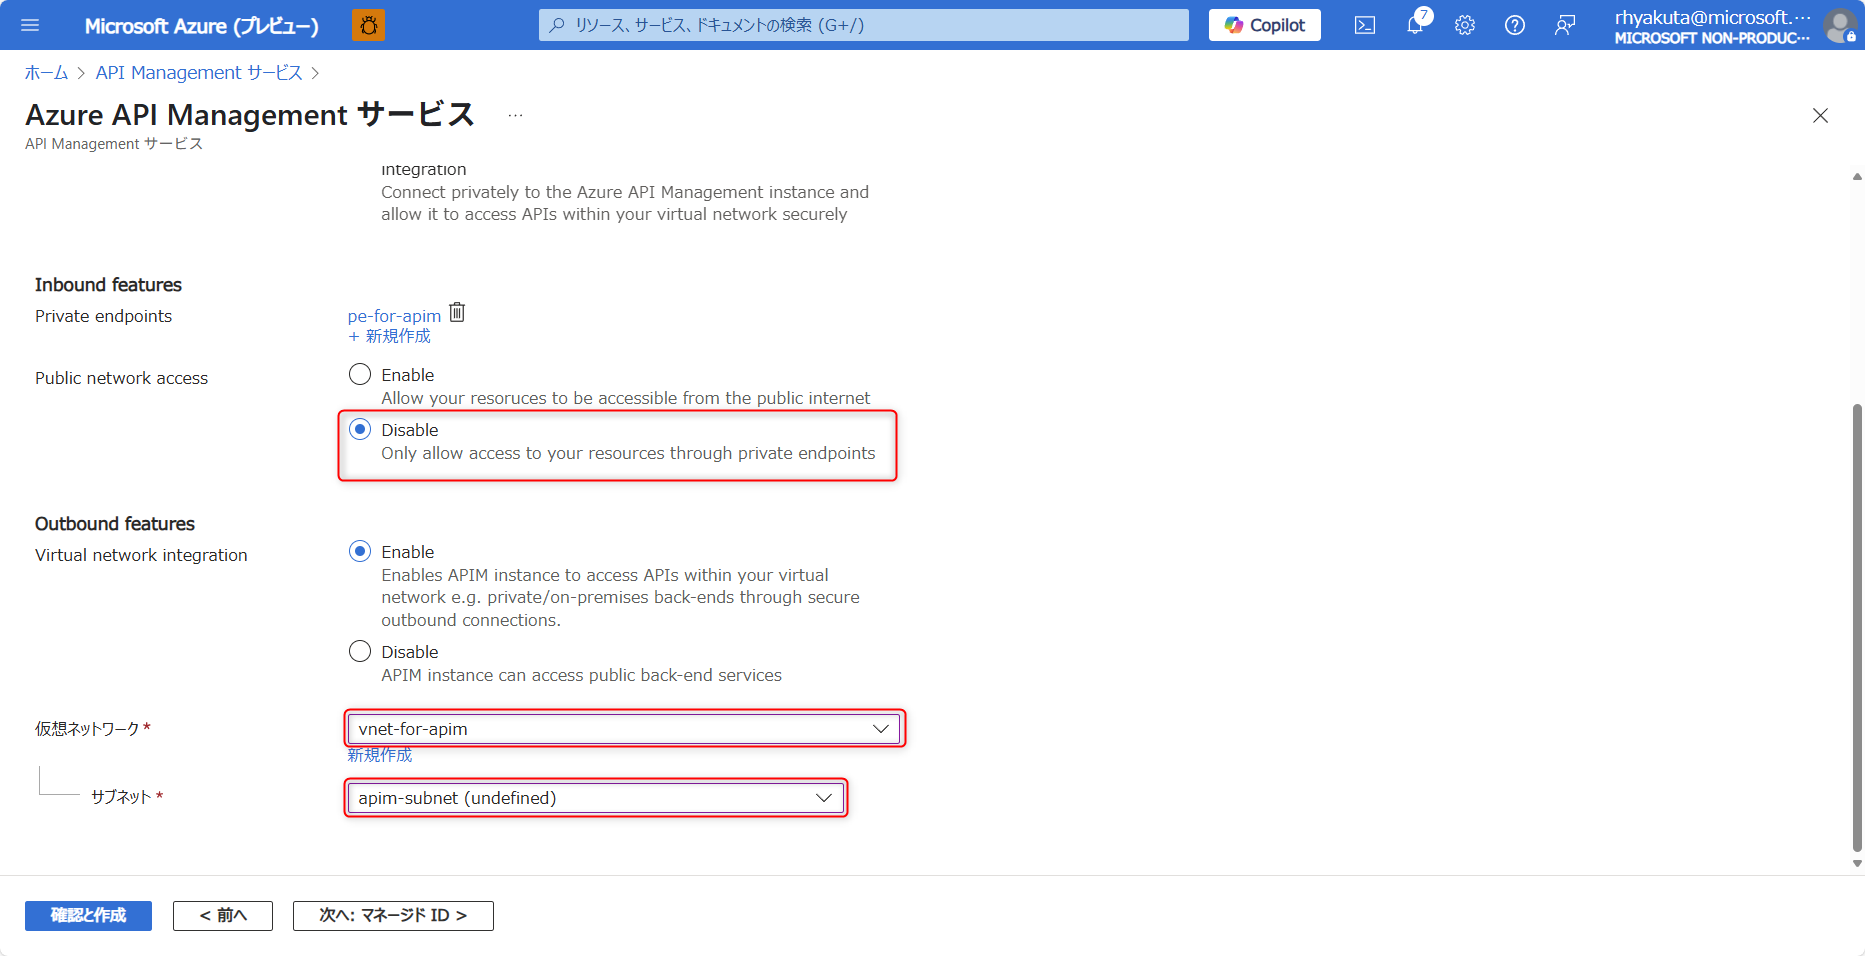 Microsoft Azure (プレビュー)
リソース、サービス、ドキュメントの検索 (G+/)
Copilot
7
rhyakuta@microsoft.…
MICROSOFT NON-PRODUC…
ホーム > API Management サービス >
Azure API Management サービス …
API Management サービス
integration
Connect privately to the Azure API Management instance and
allow it to access APIs within your virtual network securely
Inbound features
Private endpoints
pe-for-apim
+ 新規作成
Public network access
Enable
Allow your resoruces to be accessible from the public internet
Disable
Only allow access to your resources through private endpoints
Outbound features
Virtual network integration
Enable
Enables APIM instance to access APIs within your virtual
network e.g. private/on-premises back-ends through secure
outbound connections.
Disable
APIM instance can access public back-end services
仮想ネットワーク *
vnet-for-apim
新規作成
サブネット *
apim-subnet (undefined)
確認と作成
< 前へ
次へ: マネージド ID >